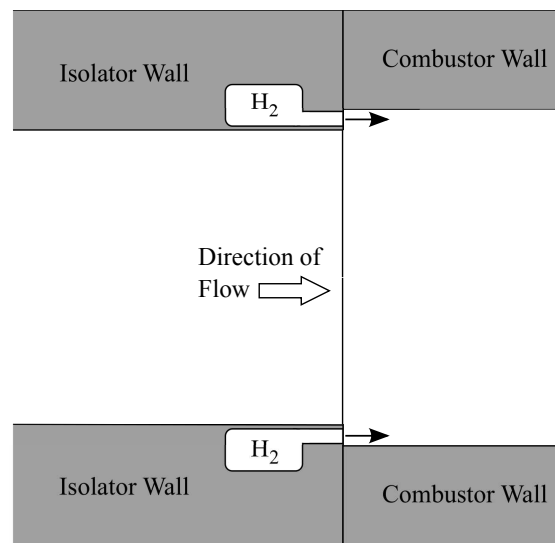 Isolator Wall
Combustor Wall
H₂
Direction of
Flow
H₂
Isolator Wall
Combustor Wall